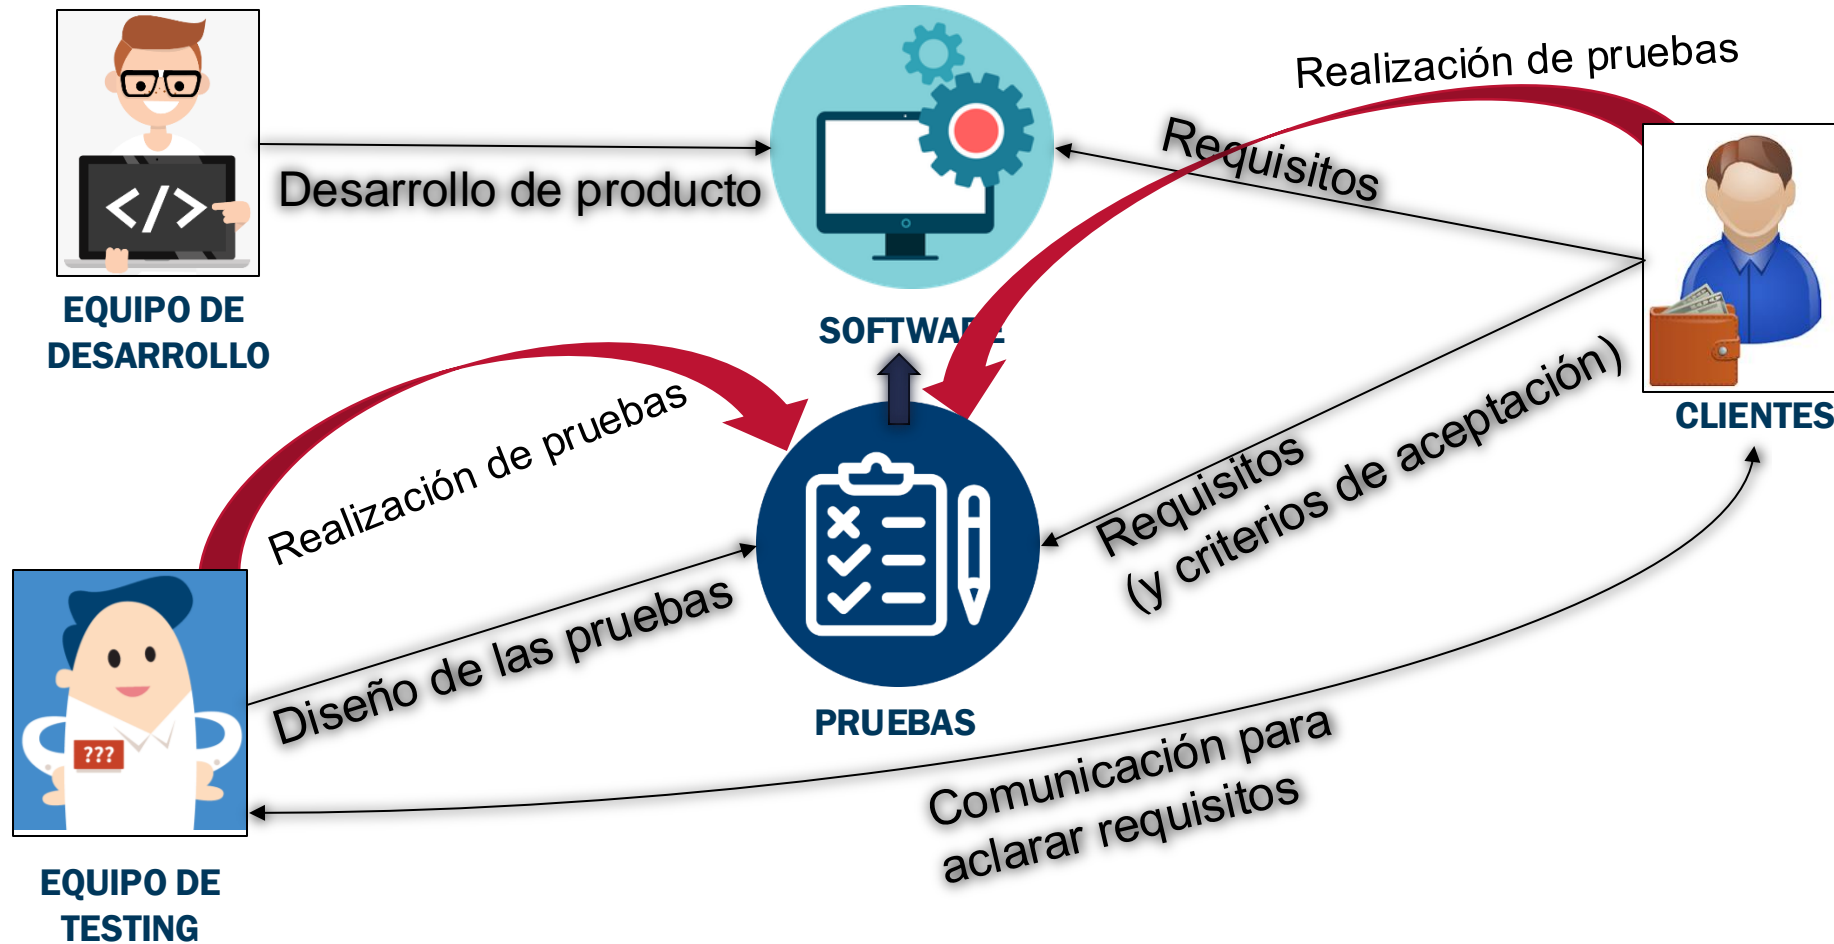 Realización de pruebas
Requisitos
Desarrollo de producto
</>
EQUIPO DE
DESARROLLO
SOFTWARE
CLIENTES
Realización de pruebas
Requisitos
(y criterios de aceptación)
Diseño de las pruebas
???
PRUEBAS
Comunicación para
aclarar requisitos
EQUIPO DE
TESTING